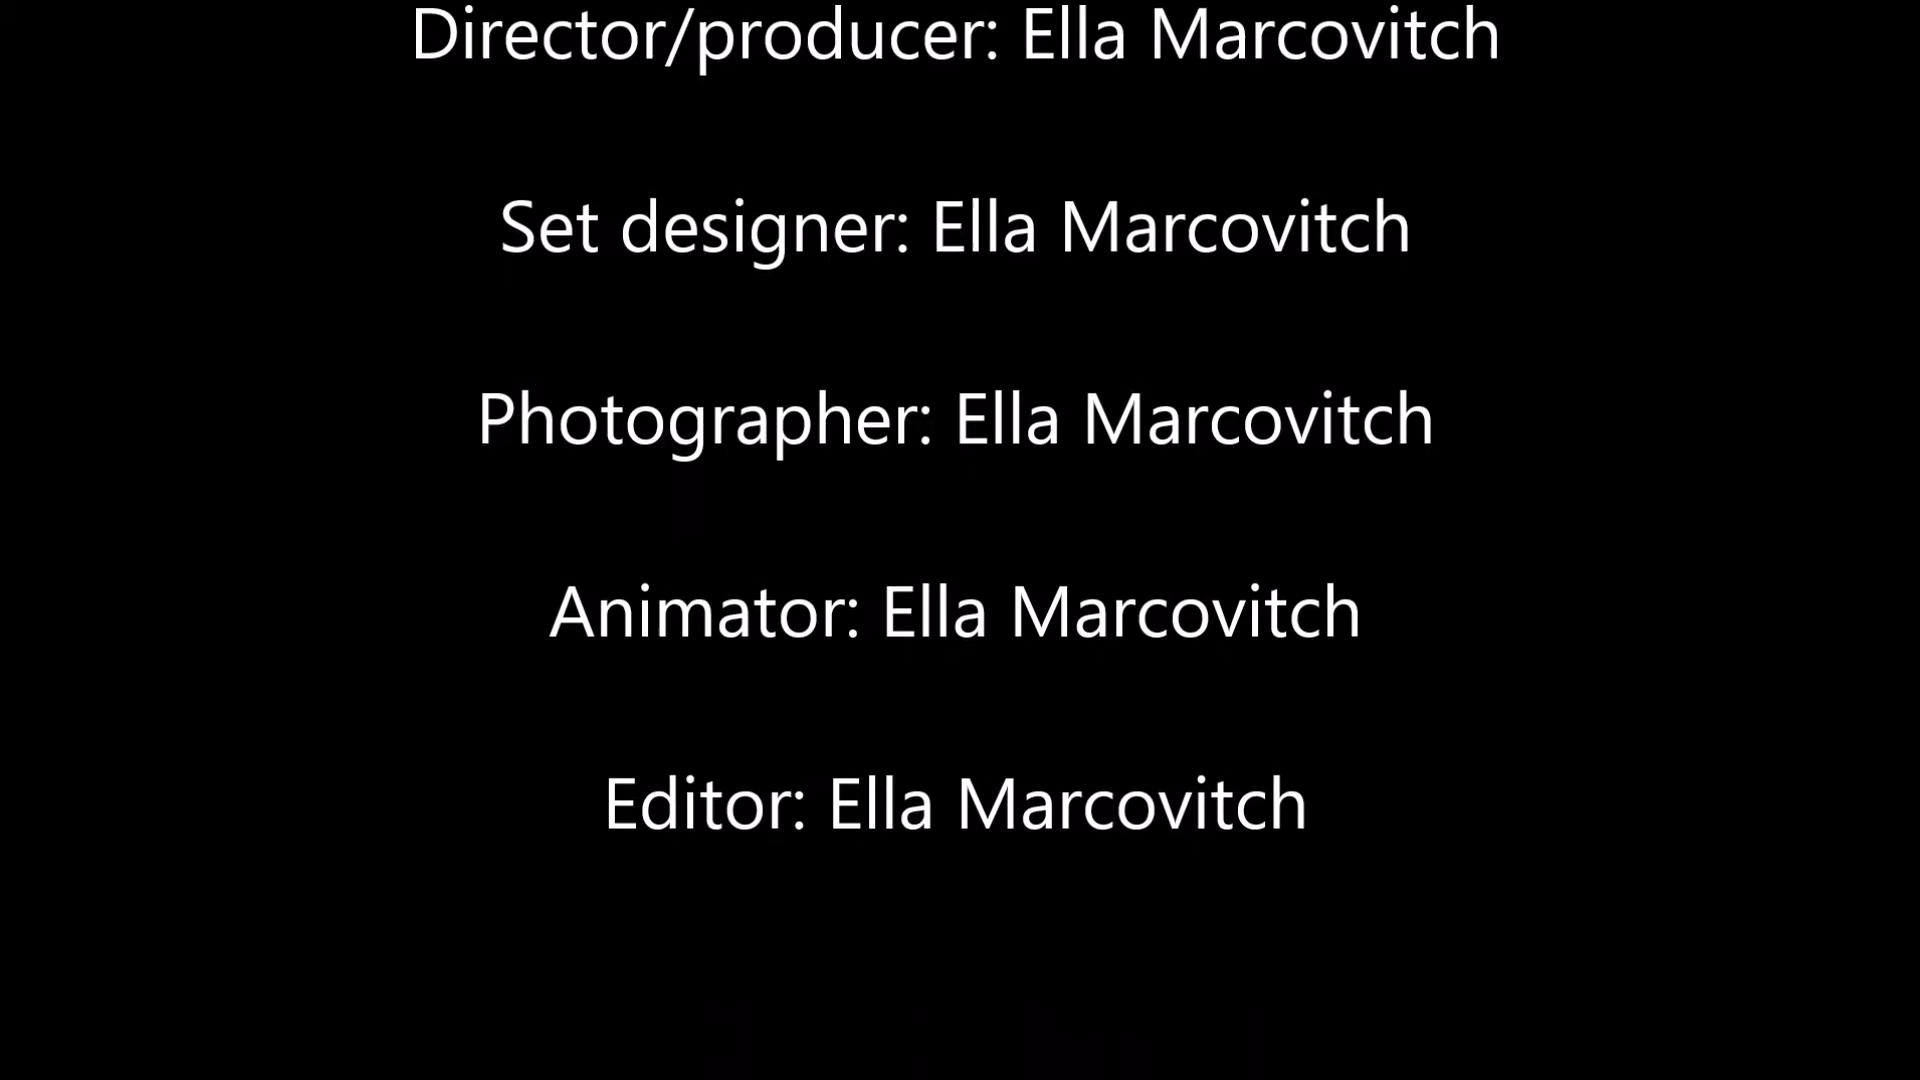 Director/producer: Ella Marcovitch
Set designer: Ella Marcovitch
Photographer: Ella Marcovitch
Animator: Ella Marcovitch
Editor: Ella Marcovitch